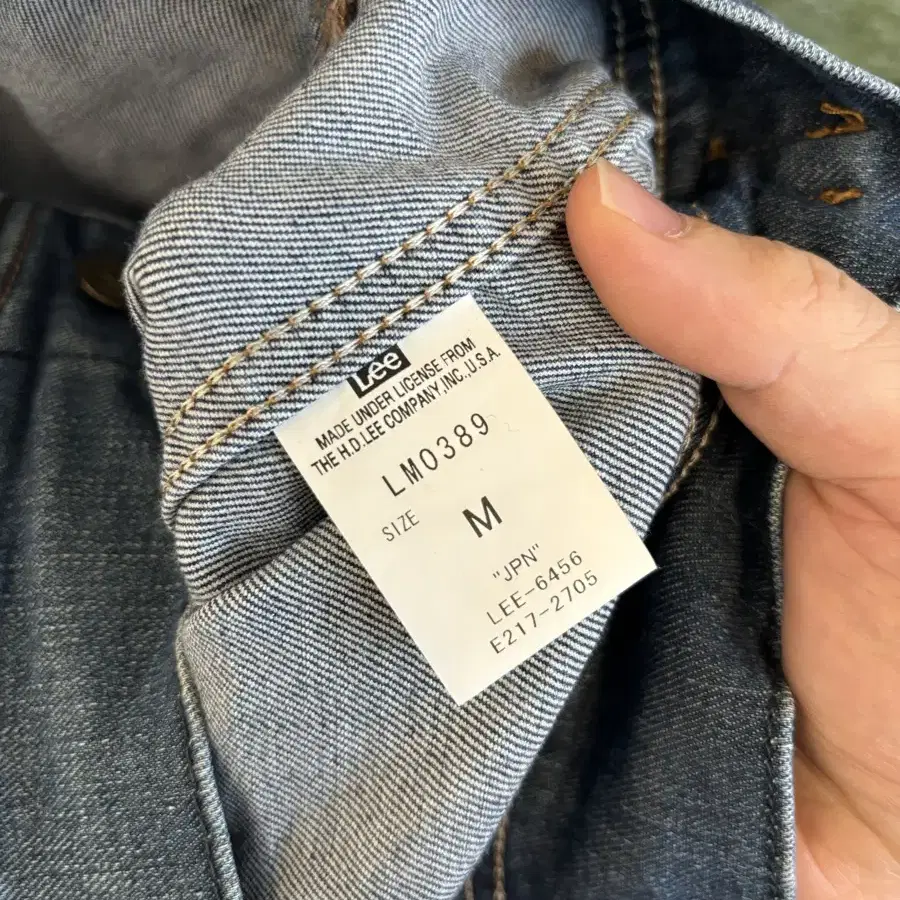 Lee
MADE UNDER LICENSE FROM
THE H.D.LEE COMPANY,INC.,U.S.A.
LM0389
SIZE M
"JPN"
LEE-6456
E217-2705